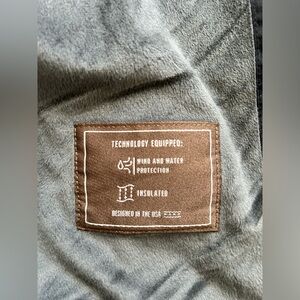 TECHNOLOGY EQUIPPED:
WIND AND WATER
PROTECTION
INSULATED
DESIGNED IN THE USA